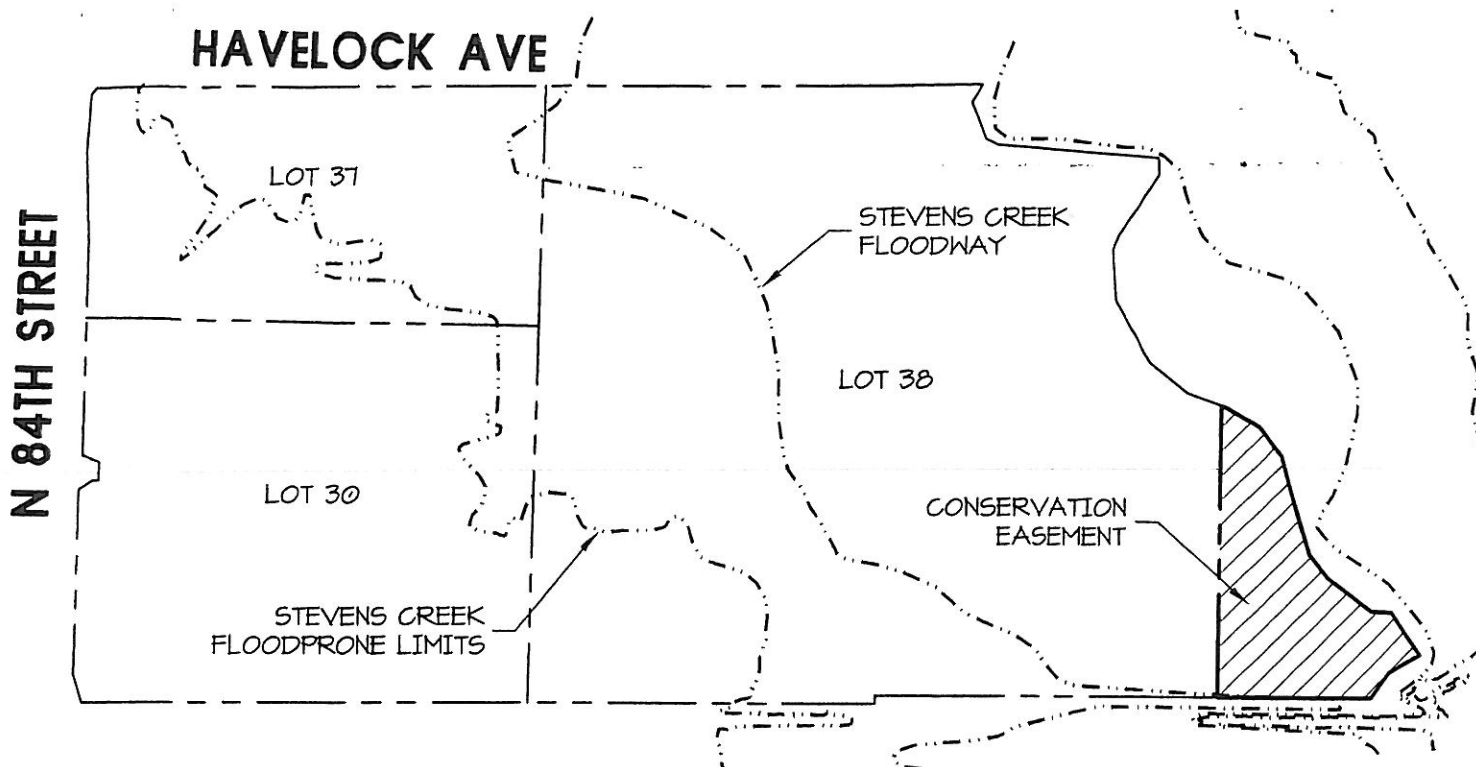 HAVELOCK AVE
N 84TH STREET
LOT 37
STEVENS CREEK
FLOODWAY
LOT 38
LOT 30
CONSERVATION
EASEMENT
STEVENS CREEK
FLOODPRONE LIMITS